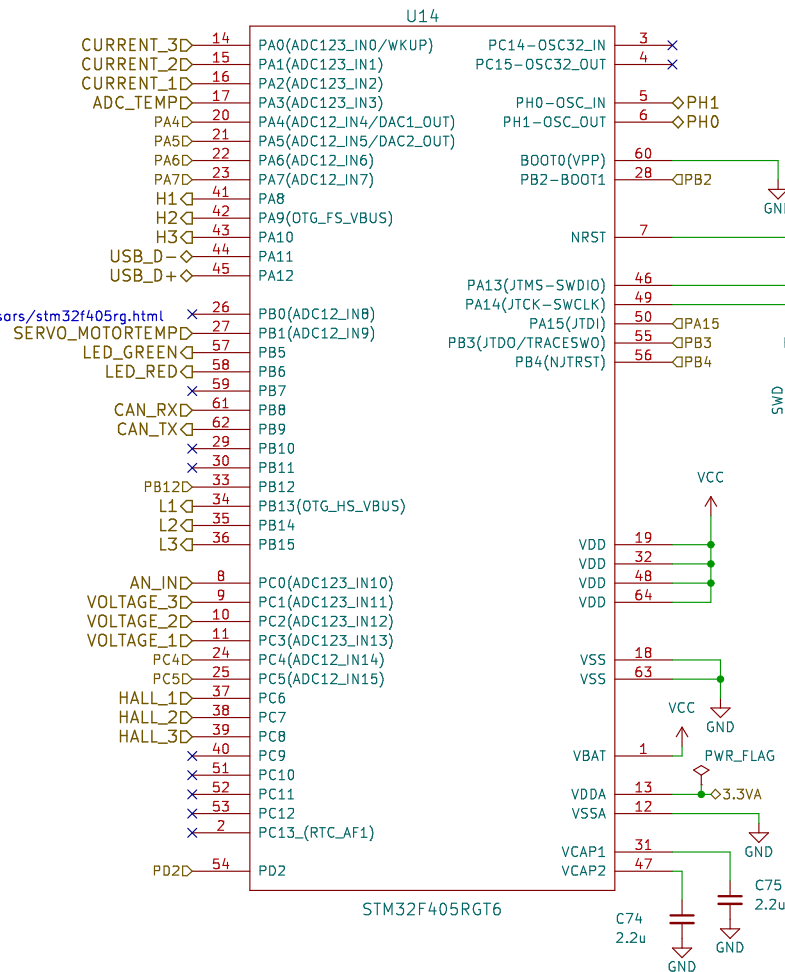 U14
CURRENT_3 14 PA0(ADC123_IN0/WKUP) PC14-OSC32_IN 3
CURRENT_2 15 PA1(ADC123_IN1) PC15-OSC32_OUT 4
CURRENT_1 16 PA2(ADC123_IN2)
ADC_TEMP 17 PA3(ADC123_IN3) PH0-OSC_IN 5 PH1
PA4 20 PA4(ADC12_IN4/DAC1_OUT) PH1-OSC_OUT 6 PH0
PA5 21 PA5(ADC12_IN5/DAC2_OUT)
PA6 22 PA6(ADC12_IN6) BOOT0(VPP) 60
PA7 23 PA7(ADC12_IN7) PB2-BOOT1 28 PB2
H1 41 PA8
GND
H2 42 PA9(OTG_FS_VBUS)
H3 43 PA10 NRST 7
USB_D- 44 PA11
USB_D+ 45 PA12
PA13(JTMS-SWDIO) 46
PA14(JTCK-SWCLK) 49
sors/stm32f405rg.html 26 PB0(ADC12_IN8)
PA15(JTDI) 50 PA15
SERVO_MOTORTEMP 27 PB1(ADC12_IN9)
PB3(JTDO/TRACESWO) 55 PB3
LED_GREEN 57 PB5
PB4(NJTRST) 56 PB4
LED_RED 58 PB6
59 PB7
SWD
CAN_RX 61 PB8
CAN_TX 62 PB9
29 PB10
30 PB11
VCC
PB12 33 PB12
L1 34 PB13(OTG_HS_VBUS)
L2 35 PB14
L3 36 PB15 VDD 19
VDD 32
AN_IN 8 PC0(ADC123_IN10) VDD 48
VOLTAGE_3 9 PC1(ADC123_IN11) VDD 64
VOLTAGE_2 10 PC2(ADC123_IN12)
VOLTAGE_1 11 PC3(ADC123_IN13)
PC4 24 PC4(ADC12_IN14) VSS 18
PC5 25 PC5(ADC12_IN15) VSS 63
HALL_1 37 PC6
VCC
HALL_2 38 PC7
GND
HALL_3 39 PC8
40 PC9 VBAT 1 PWR_FLAG
51 PC10
52 PC11 VDDA 13 3.3VA
53 PC12 VSSA 12
2 PC13_(RTC_AF1)
GND
VCAP1 31
PD2 54 PD2 VCAP2 47
C75
2.2u
STM32F405RGT6
C74
2.2u
GND
GND